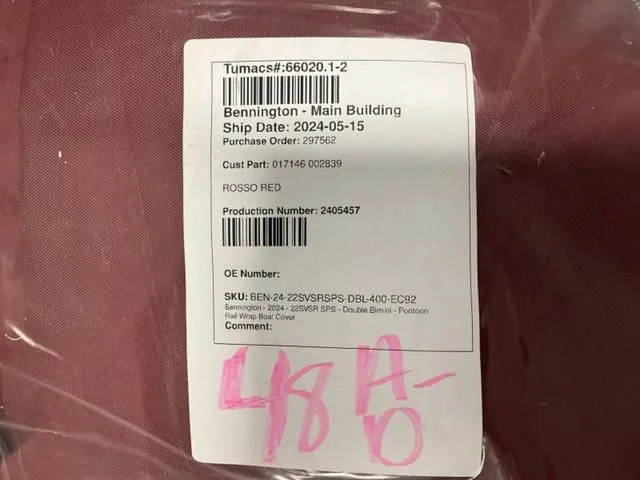 Tumacs#:66020.1-2
Bennington - Main Building
Ship Date: 2024-05-15
Purchase Order: 297562
Cust Part: 017146 002839
ROSSO RED
Production Number: 2405457
OE Number:
SKU: BEN-24-22SVSRSPS-DBL-400-EC92
Bennington - 2024 - 22SVSR SPS - Double Bimini - Pontoon
Rail Wrap Boat Cover
Comment:
48 A-
D